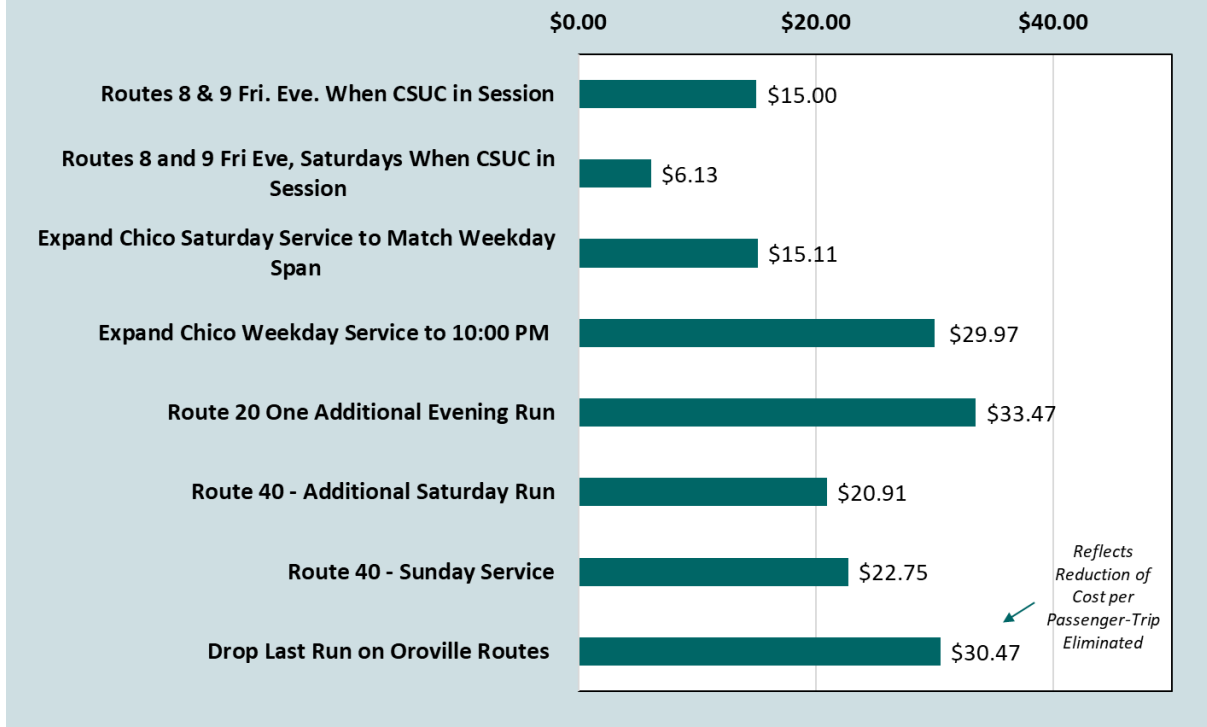 $0.00 $20.00 $40.00
Routes 8 & 9 Fri. Eve. When CSUC in Session $15.00
Routes 8 and 9 Fri Eve, Saturdays When CSUC in
Session
$6.13
Expand Chico Saturday Service to Match Weekday
Span
$15.11
Expand Chico Weekday Service to 10:00 PM $29.97
Route 20 One Additional Evening Run $33.47
Route 40 - Additional Saturday Run $20.91
Route 40 - Sunday Service $22.75
Reflects
Reduction of
Cost per
Passenger-Trip
Eliminated
Drop Last Run on Oroville Routes $30.47